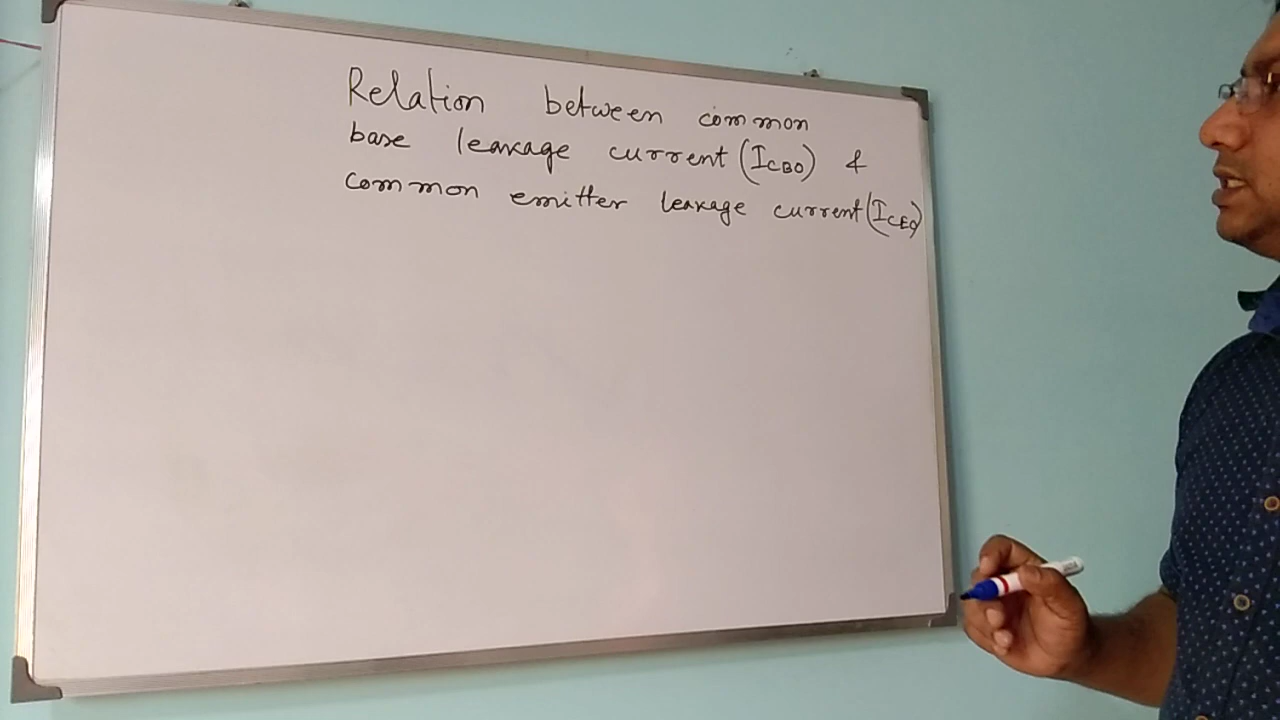 Relation between common
base leakage current (ICBO) &
common emitter leakage current (ICEO)